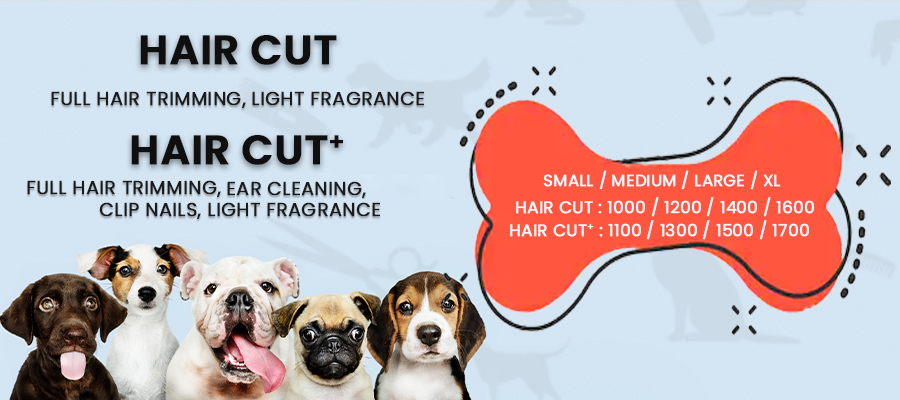 HAIR CUT
FULL HAIR TRIMMING, LIGHT FRAGRANCE
HAIR CUT⁺
FULL HAIR TRIMMING, EAR CLEANING,
CLIP NAILS, LIGHT FRAGRANCE
SMALL / MEDIUM / LARGE / XL
HAIR CUT : 1000 / 1200 / 1400 / 1600
HAIR CUT⁺ : 1100 / 1300 / 1500 / 1700